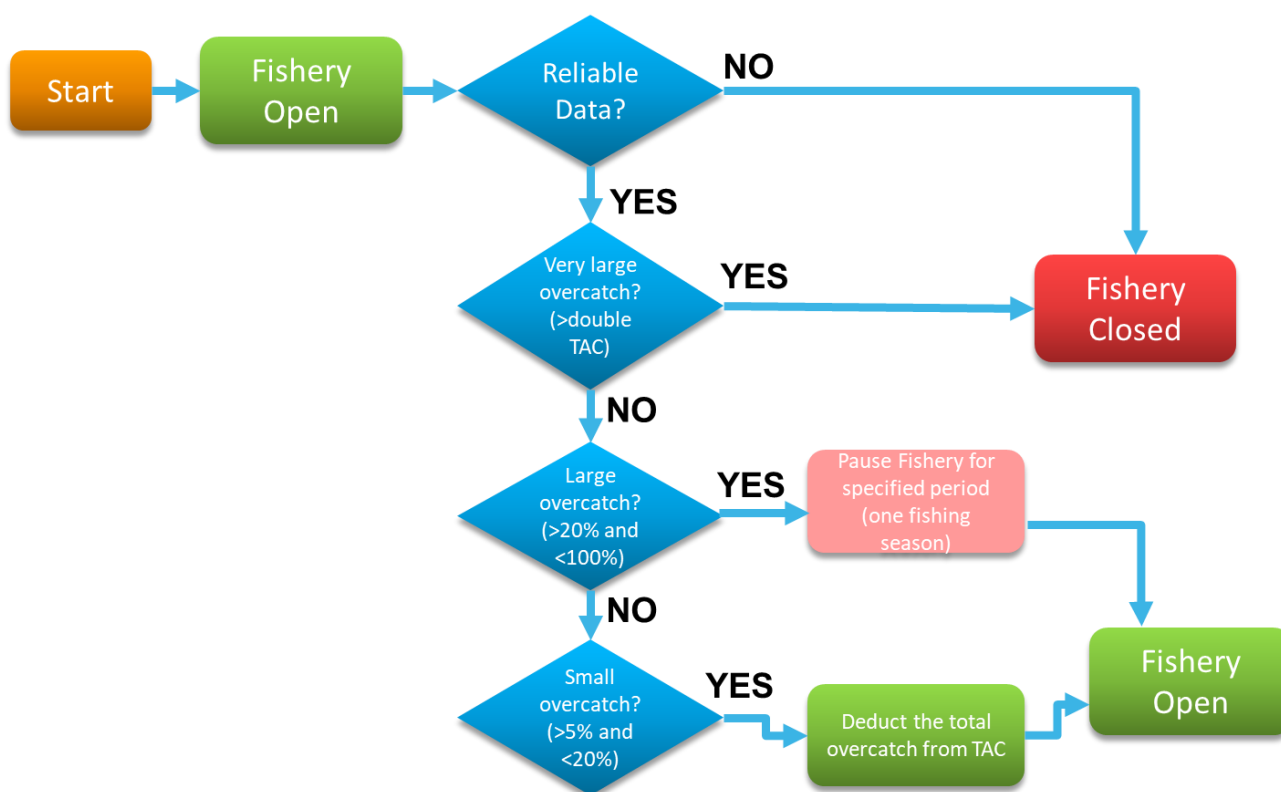 Start
Fishery
Open
Reliable
Data?
NO
YES
Very large
overcatch?
(>double
TAC)
YES
Fishery
Closed
NO
Large
overcatch?
(>20% and
<100%)
YES
Pause Fishery for
specified period
(one fishing
season)
NO
Small
overcatch?
(>5% and
<20%)
YES
Deduct the total
overcatch from TAC
Fishery
Open